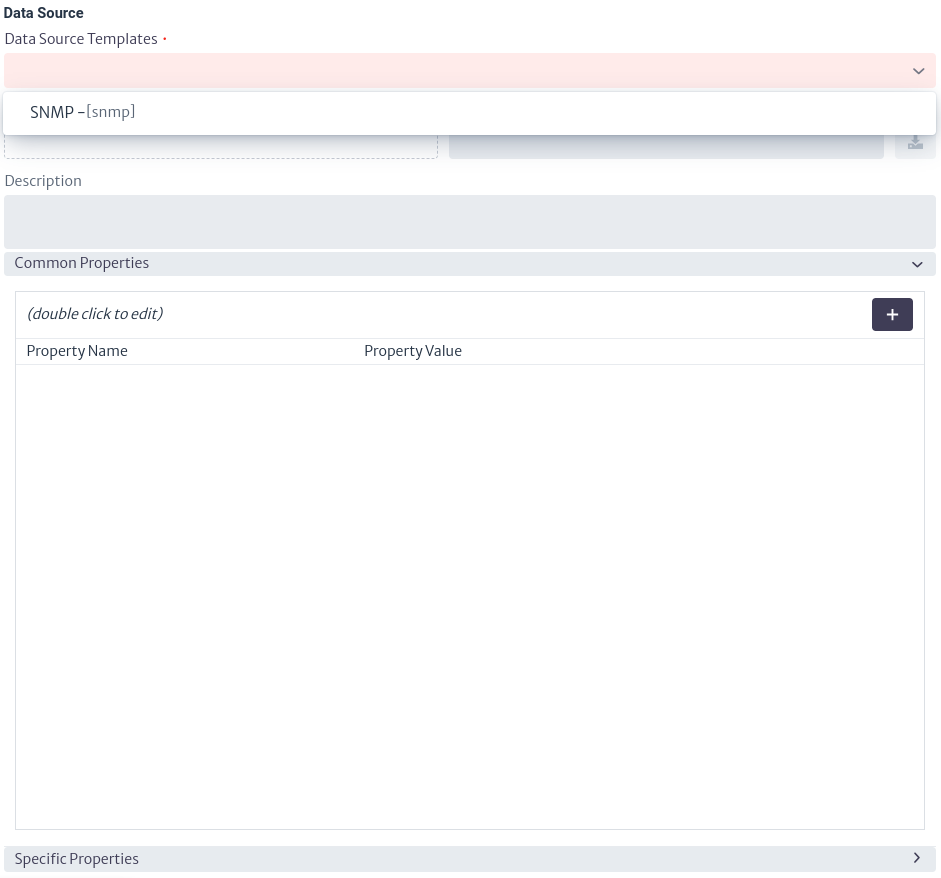 Data Source
Data Source Templates •
SNMP –[snmp]
Description
Common Properties
(double click to edit)
+
Property Name Property Value
Specific Properties